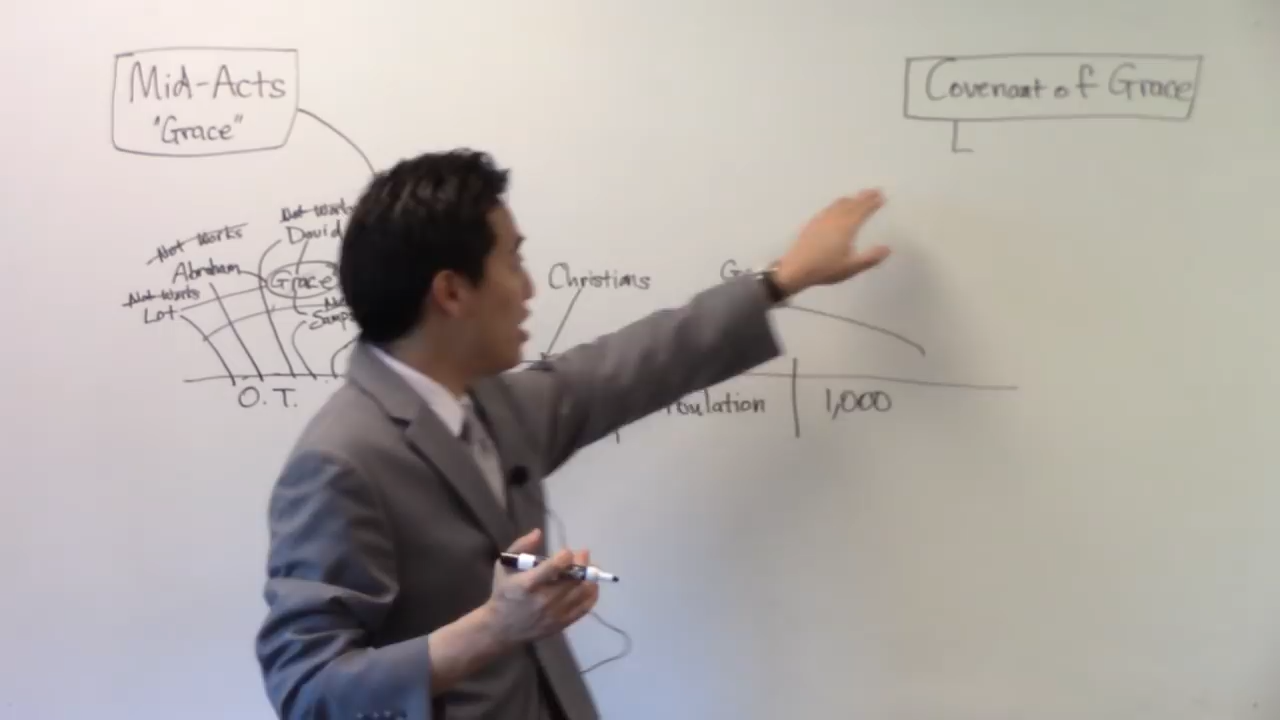 Mid-Acts
"Grace"
Covenant of Grace
Not Works
David
Not Works
Abraham
Grace
Not Works
Lot
Christians
O.T.
1,000